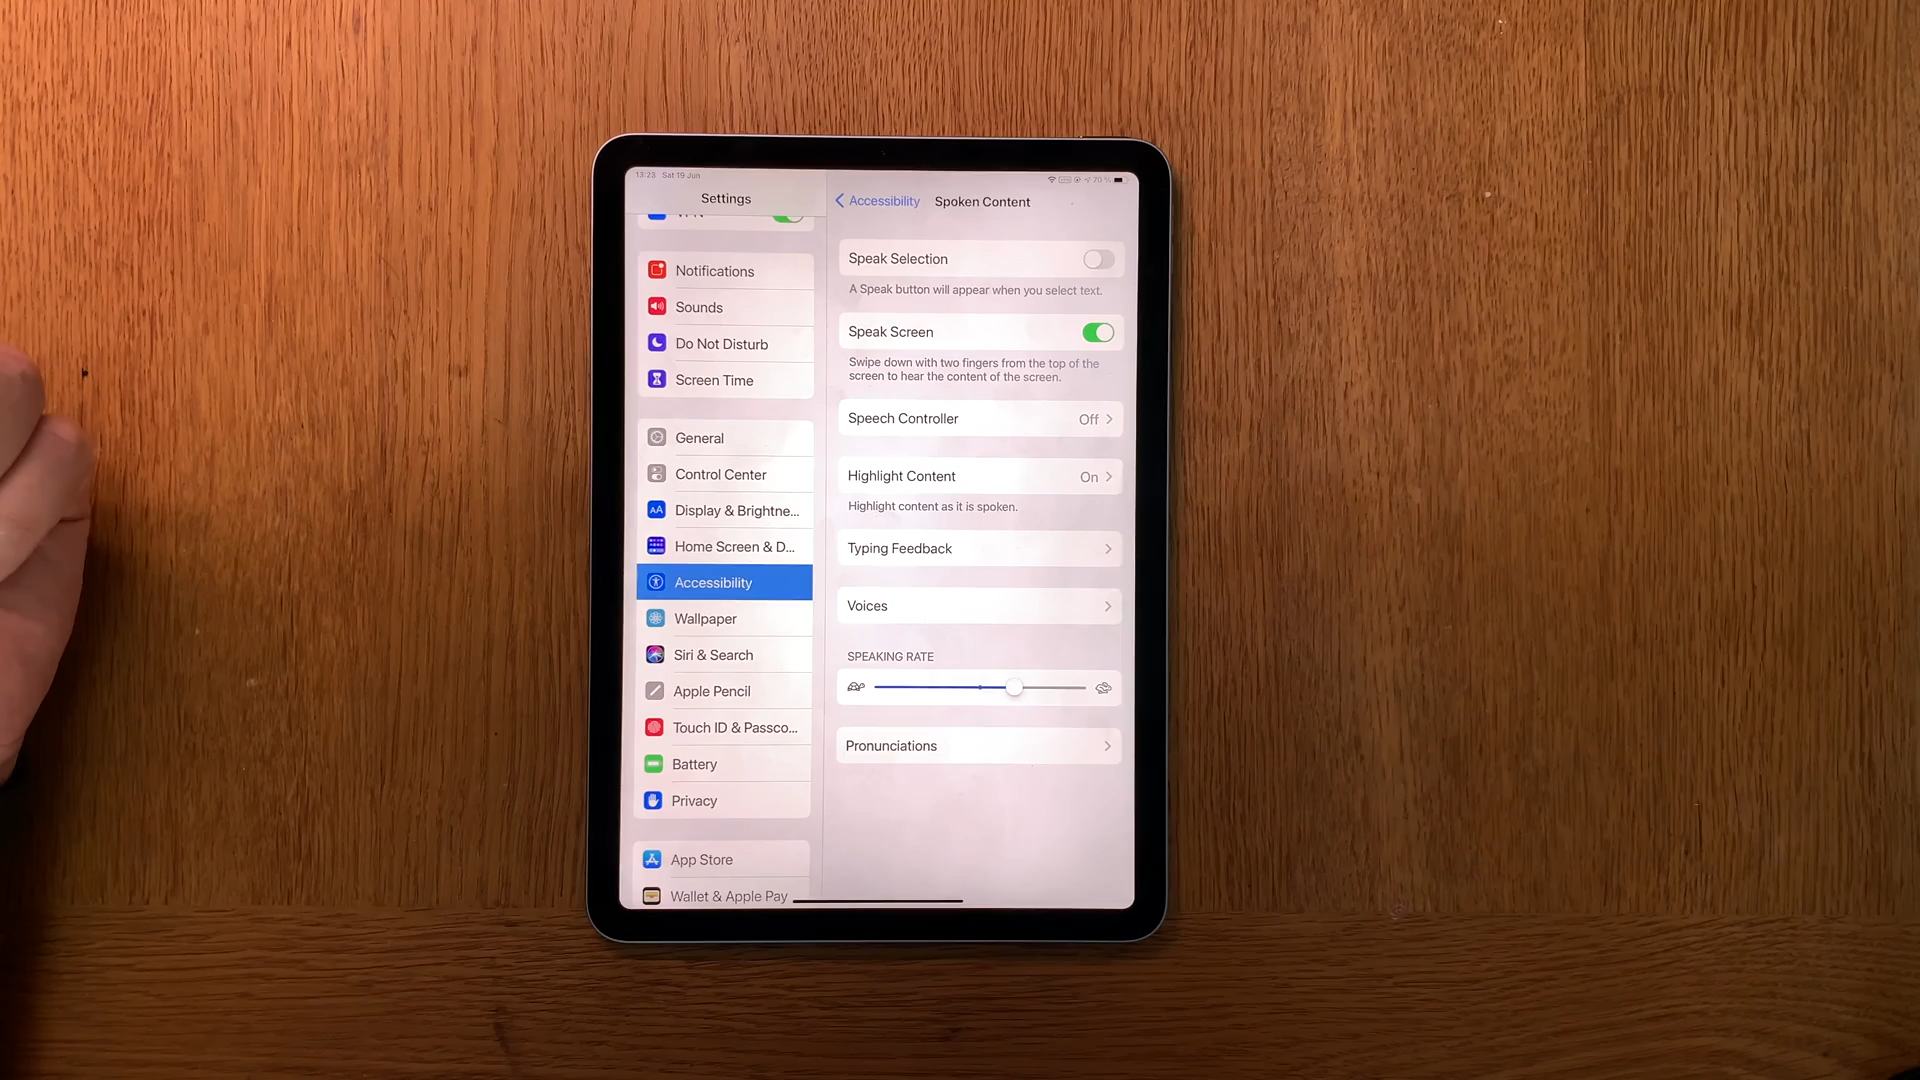 13:23 Sat 19 Jun
70 %
Settings
Accessibility
Spoken Content
VPN
Notifications
Sounds
Do Not Disturb
Screen Time
General
Control Center
Display & Brightne...
Home Screen & D...
Accessibility
Wallpaper
Siri & Search
Apple Pencil
Touch ID & Passco...
Battery
Privacy
App Store
Wallet & Apple Pay
Speak Selection
A Speak button will appear when you select text.
Speak Screen
Swipe down with two fingers from the top of the
screen to hear the content of the screen.
Speech Controller Off
Highlight Content On
Highlight content as it is spoken.
Typing Feedback
Voices
SPEAKING RATE
Pronunciations